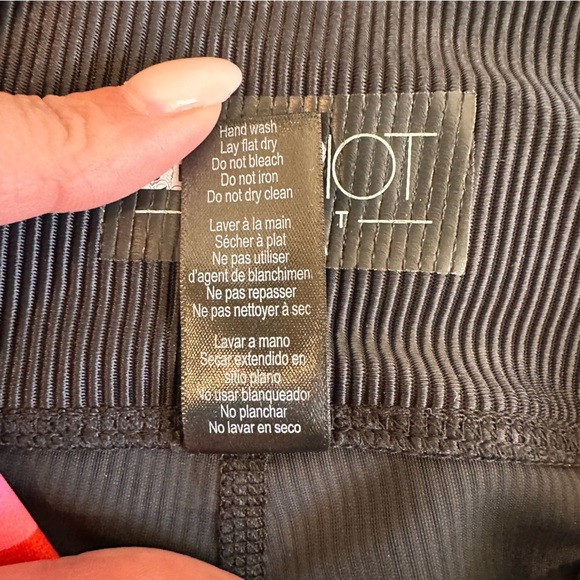 Hand wash
Lay flat dry
Do not bleach
Do not iron
Do not dry clean
Laver à la main
Sécher à plat
Ne pas utiliser
d'agent de blanchimen
Ne pas repasser
Ne pas nettoyer à sec
Lavar a mano
Secar extendido en
sitio plano
No usar blanqueador
No planchar
No lavar en seco